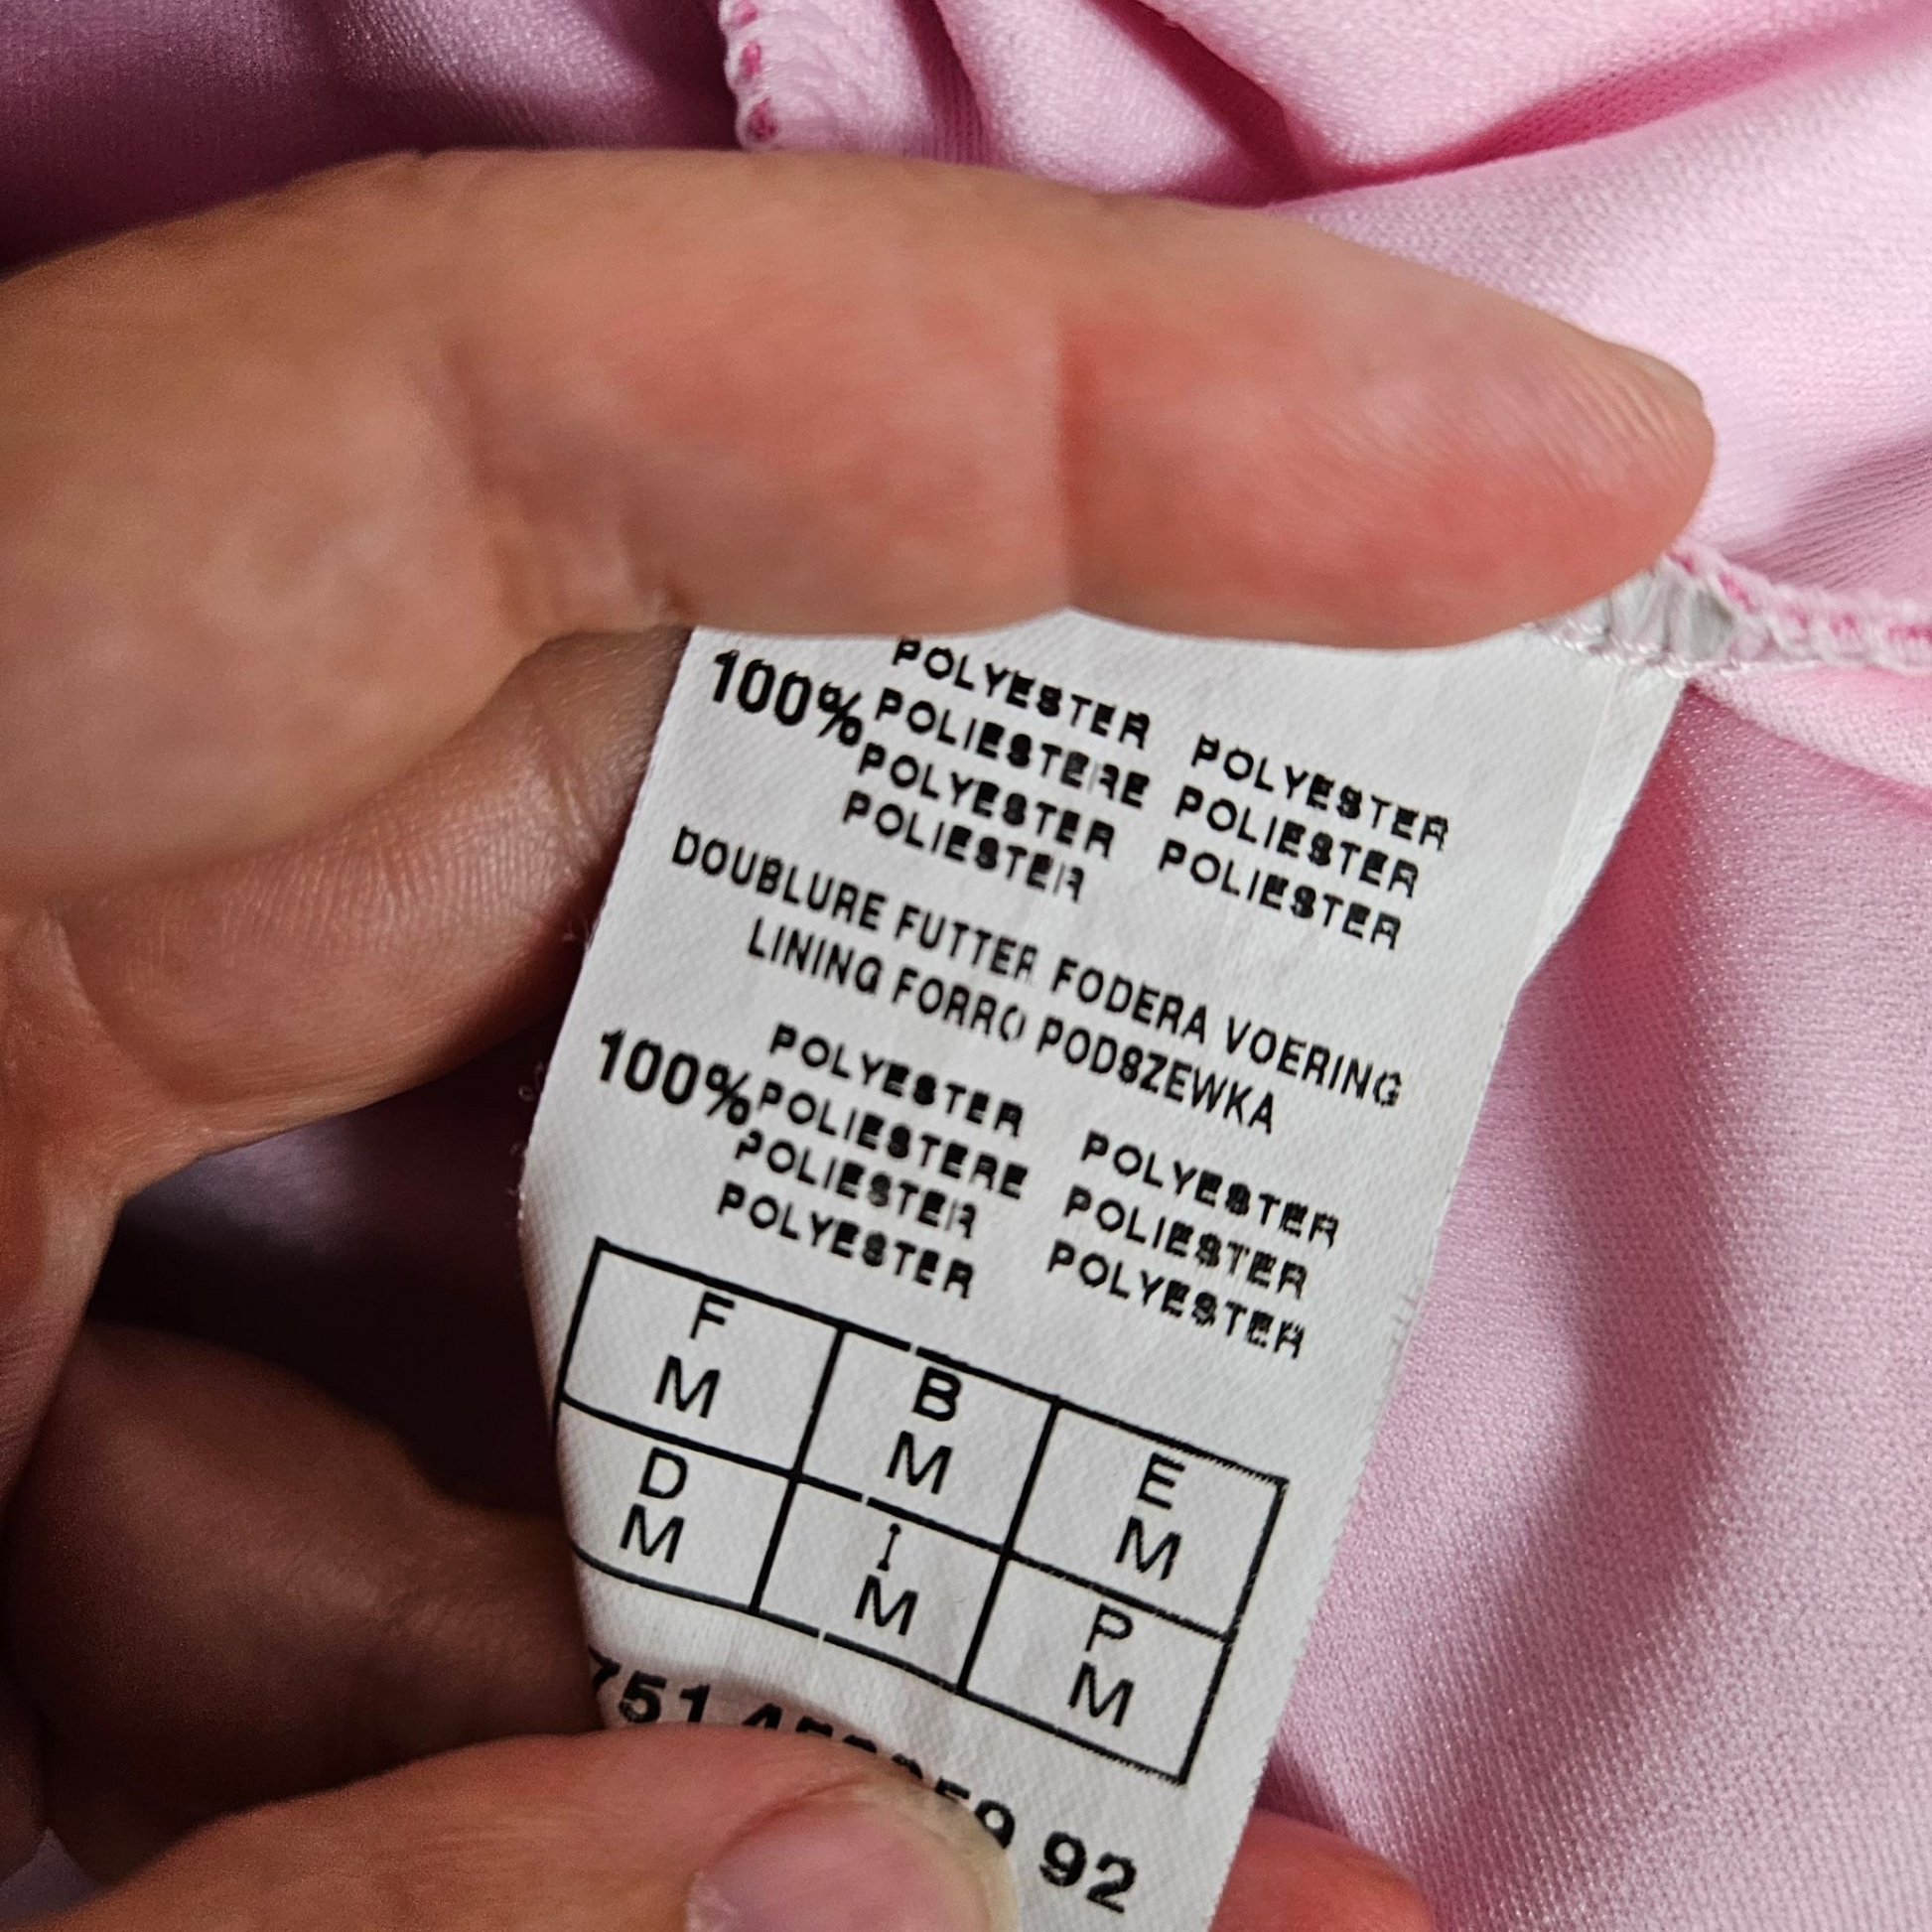 POLYESTER POLYESTER
100% POLIESTERE POLIESTER
POLYESTER POLIESTER
POLIESTER
DOUBLURE FUTTER FODERA VOERING
LINING FORRO PODSZEWKA
POLYESTER POLYESTER
100% POLIESTERE POLIESTER
POLIESTER POLYESTER
POLYESTER
F B E
M M M
D I P
M M M
751 92